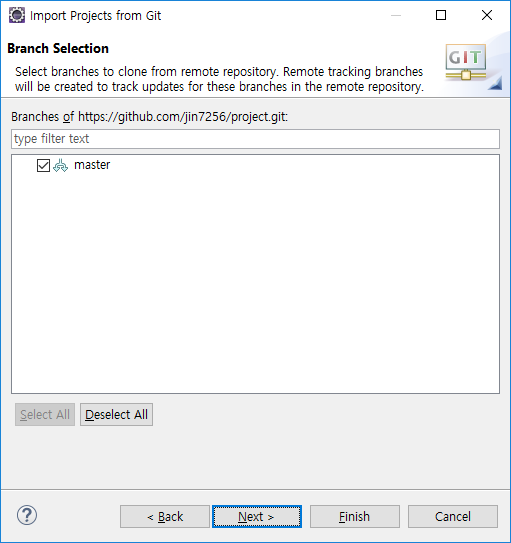 Import Projects from Git
Branch Selection
Select branches to clone from remote repository. Remote tracking branches
will be created to track updates for these branches in the remote repository.
GIT
Branches of https://github.com/jin7256/project.git:
type filter text
master
Select All
Deselect All
?
< Back
Next >
Finish
Cancel